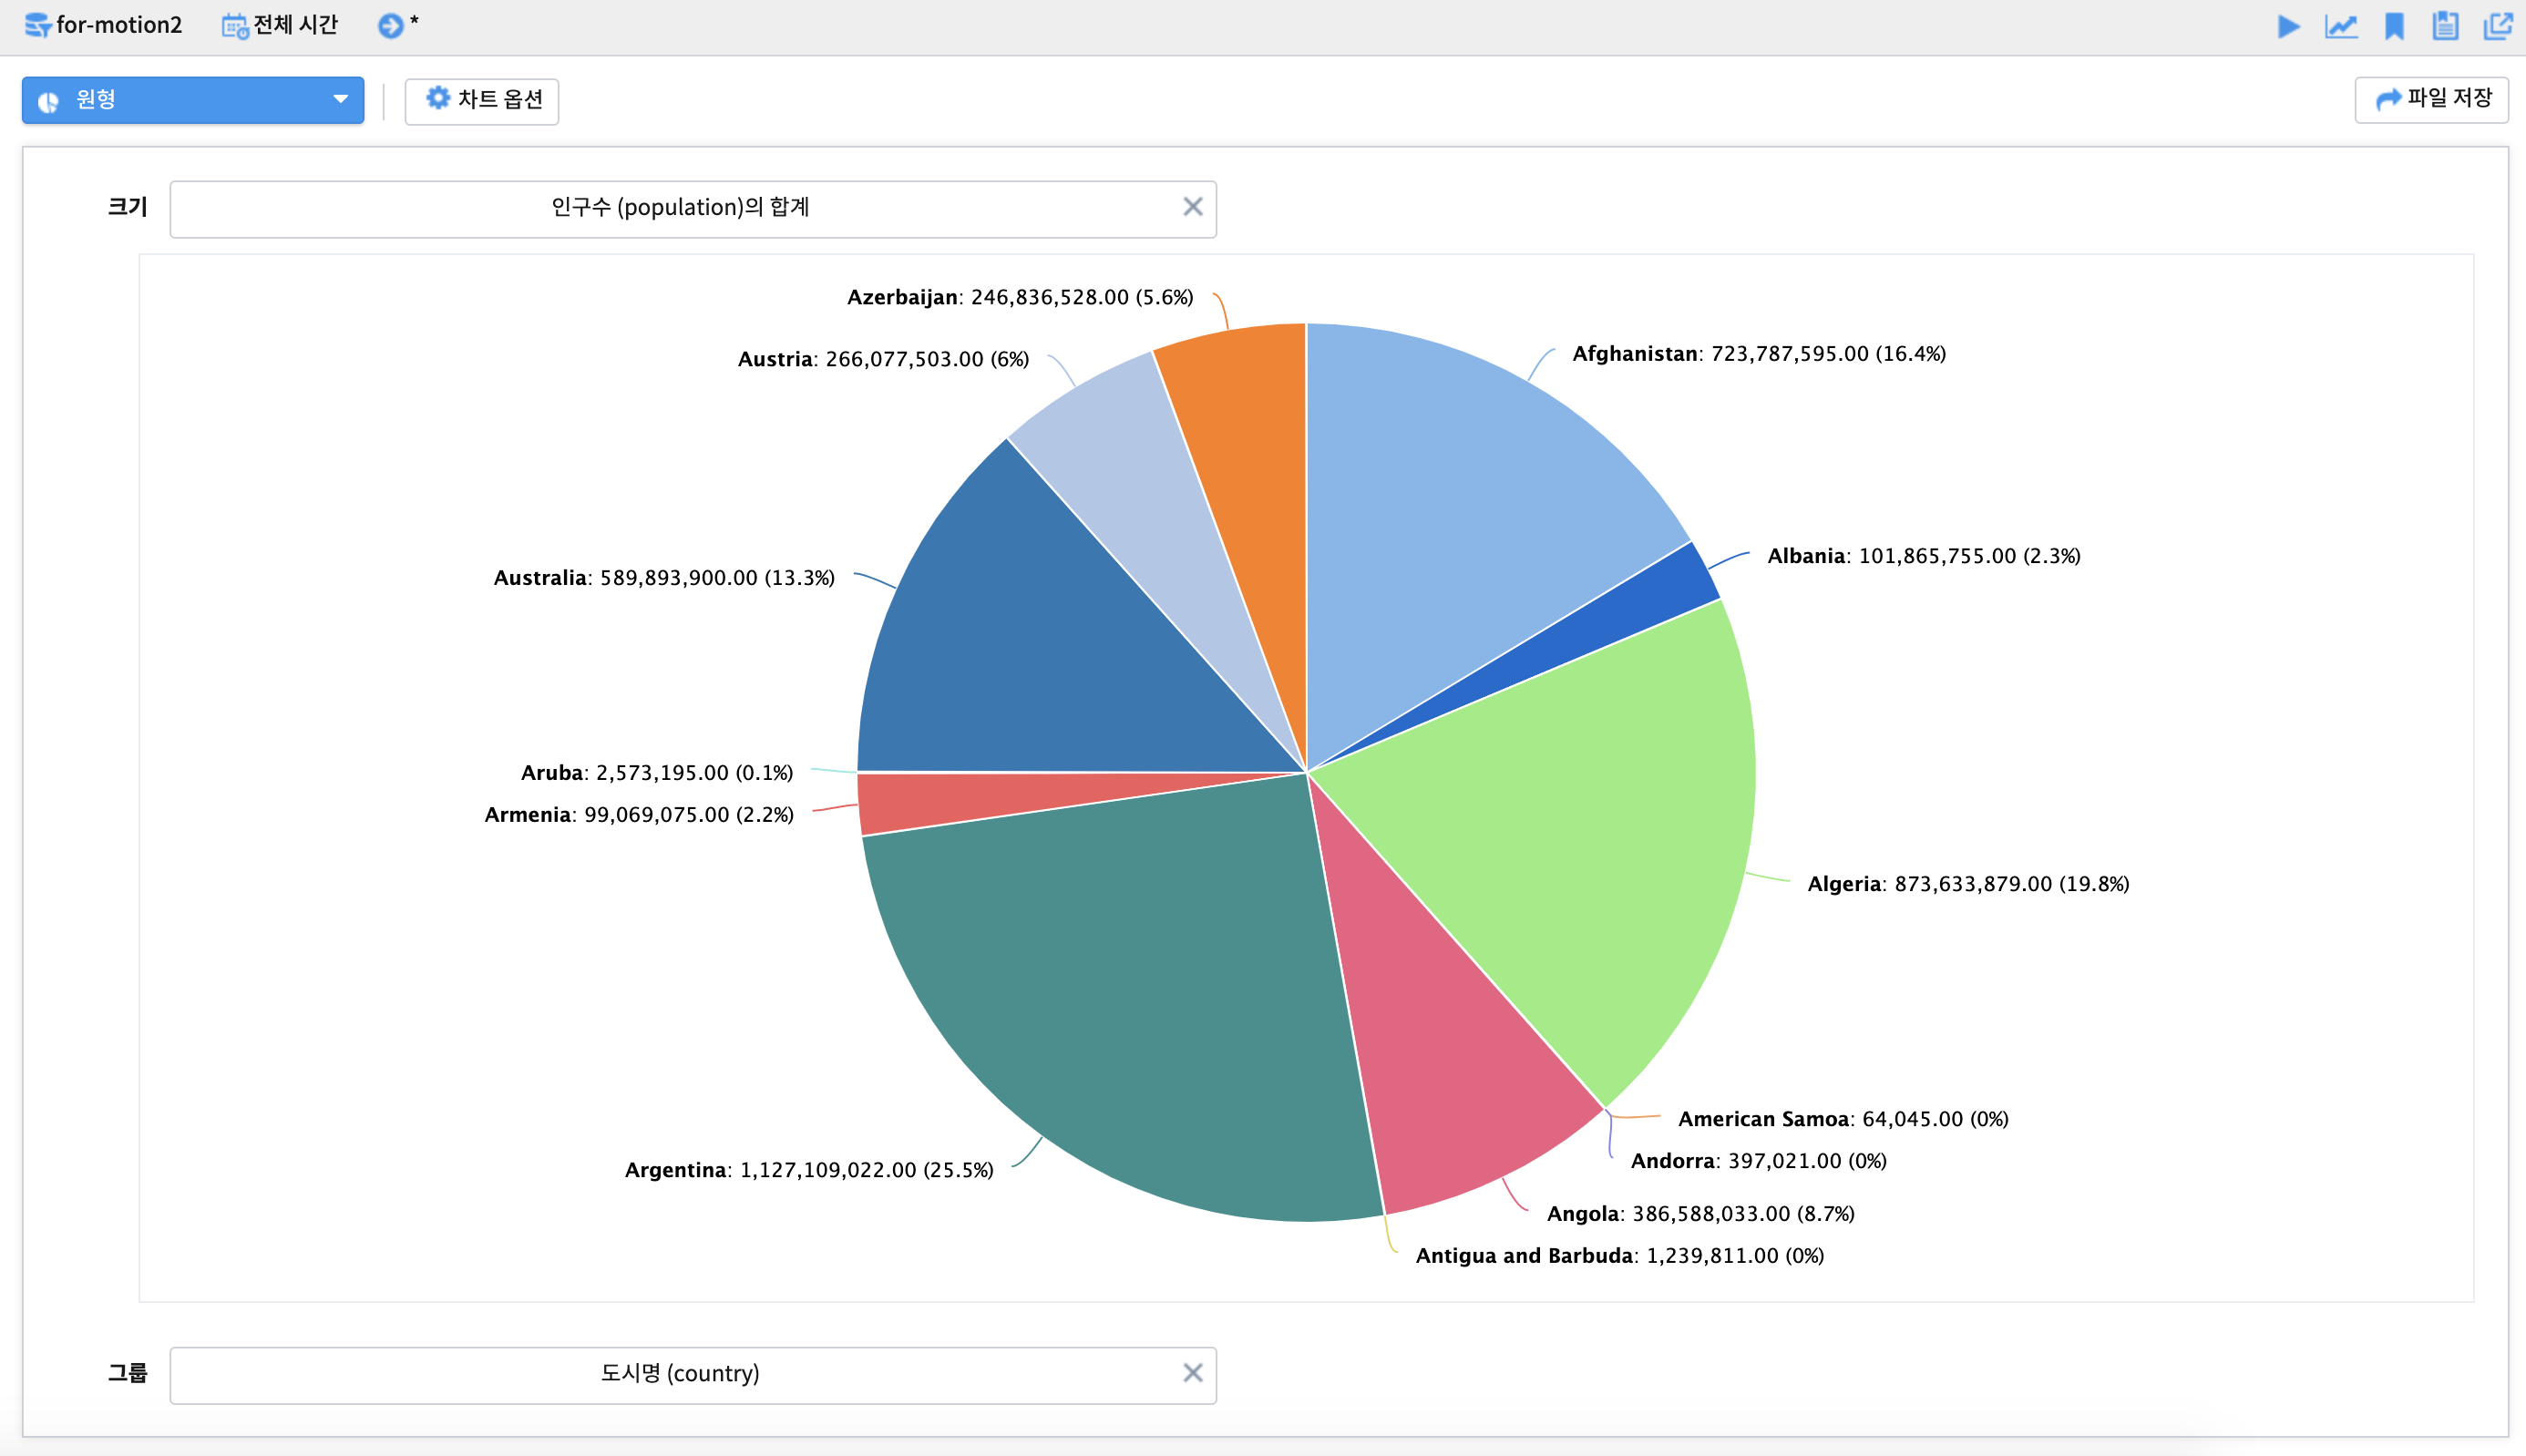 for-motion2 전체 시간 *
원형 차트 옵션 파일 저장
크기 인구수 (population)의 합계
Azerbaijan: 246,836,528.00 (5.6%)
Afghanistan: 723,787,595.00 (16.4%)
Austria: 266,077,503.00 (6%)
Albania: 101,865,755.00 (2.3%)
Australia: 589,893,900.00 (13.3%)
Aruba: 2,573,195.00 (0.1%)
Armenia: 99,069,075.00 (2.2%)
Algeria: 873,633,879.00 (19.8%)
American Samoa: 64,045.00 (0%)
Andorra: 397,021.00 (0%)
Argentina: 1,127,109,022.00 (25.5%)
Angola: 386,588,033.00 (8.7%)
Antigua and Barbuda: 1,239,811.00 (0%)
그룹 도시명 (country)